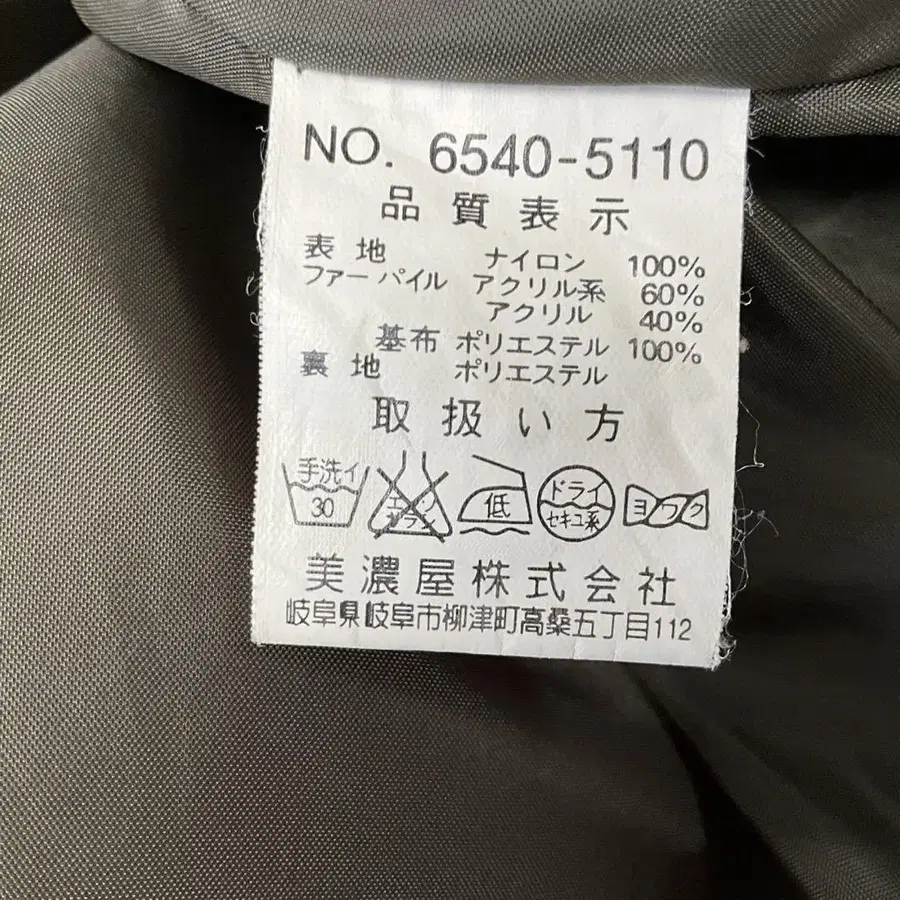 NO. 6540-5110
品質表示
表地 ナイロン 100%
ファーパイル アクリル系 60%
アクリル 40%
基布 ポリエステル 100%
裏地 ポリエステル
取扱い方
手洗イ 30 エンソサラシ 低 ドライ セキユ系 ヨワク
美濃屋株式会社
岐阜県岐阜市柳津町高桑五丁目112